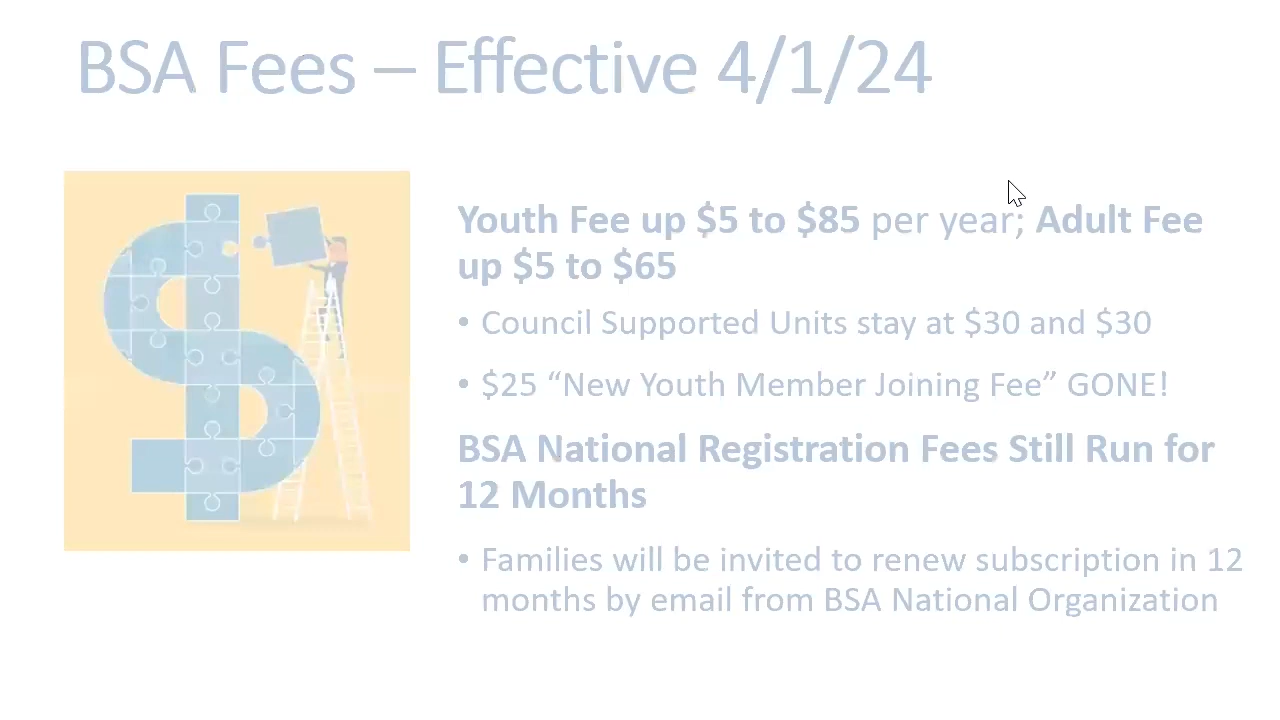 BSA Fees – Effective 4/1/24
Youth Fee up $5 to $85 per year; Adult Fee
up $5 to $65
• Council Supported Units stay at $30 and $30
• $25 “New Youth Member Joining Fee” GONE!
BSA National Registration Fees Still Run for
12 Months
• Families will be invited to renew subscription in 12
months by email from BSA National Organization